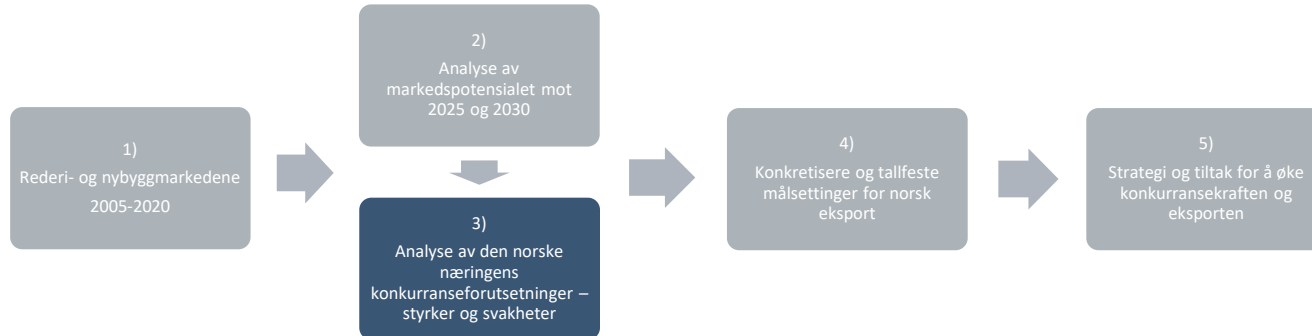 1)
Rederi- og nybyggmarkedene
2005-2020
2)
Analyse av
markedspotensialet mot
2025 og 2030
3)
Analyse av den norske
næringens
konkurranseforutsetninger –
styrker og svakheter
4)
Konkretisere og tallfeste
målsettinger for norsk
eksport
5)
Strategi og tiltak for å øke
konkurransekraften og
eksporten